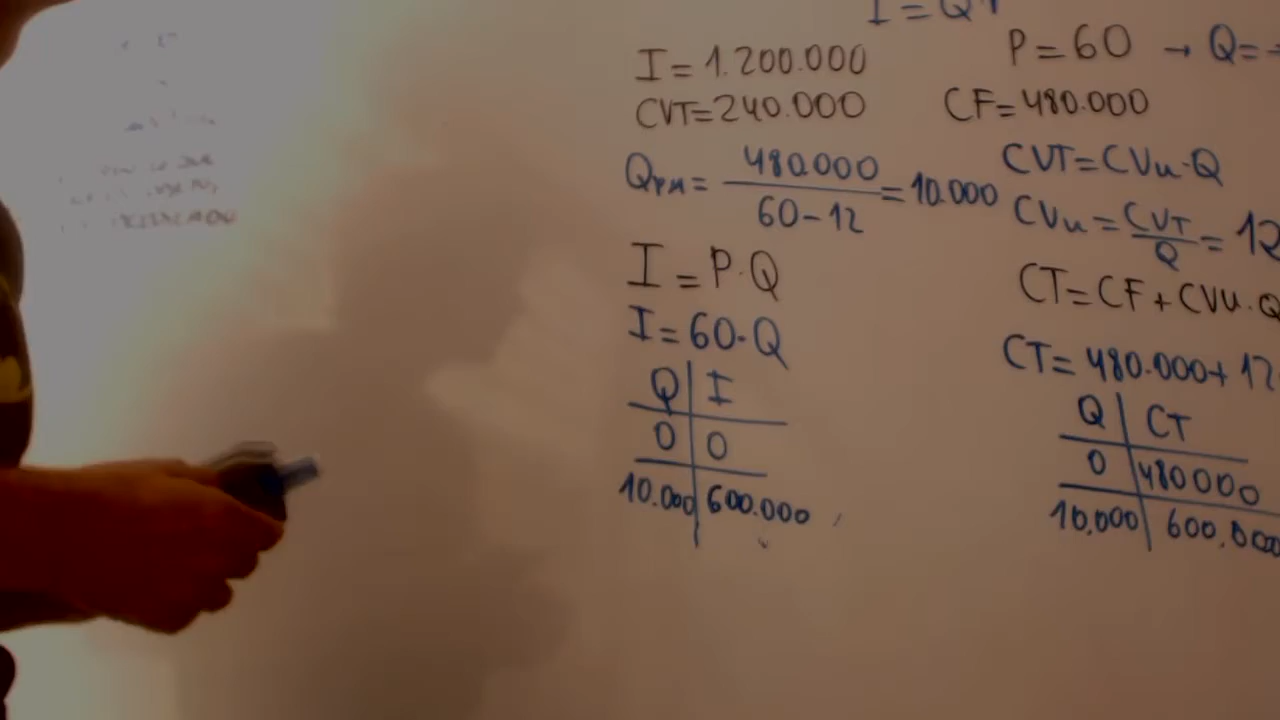 I = Q
I = 1.200.000
CVT=240.000
Q_PM = 480.000 / 60-12 = 10.000
I = P.Q
I = 60.Q
Q | I
0 | 0
10.000 | 600.000
P = 60 → Q =
CF=480.000
CVT=CVu.Q
CVu = CVT / Q = 12
CT=CF+CVu.Q
CT= 480.000+ 12
Q | CT
0 | 480000
10.000 | 600.000